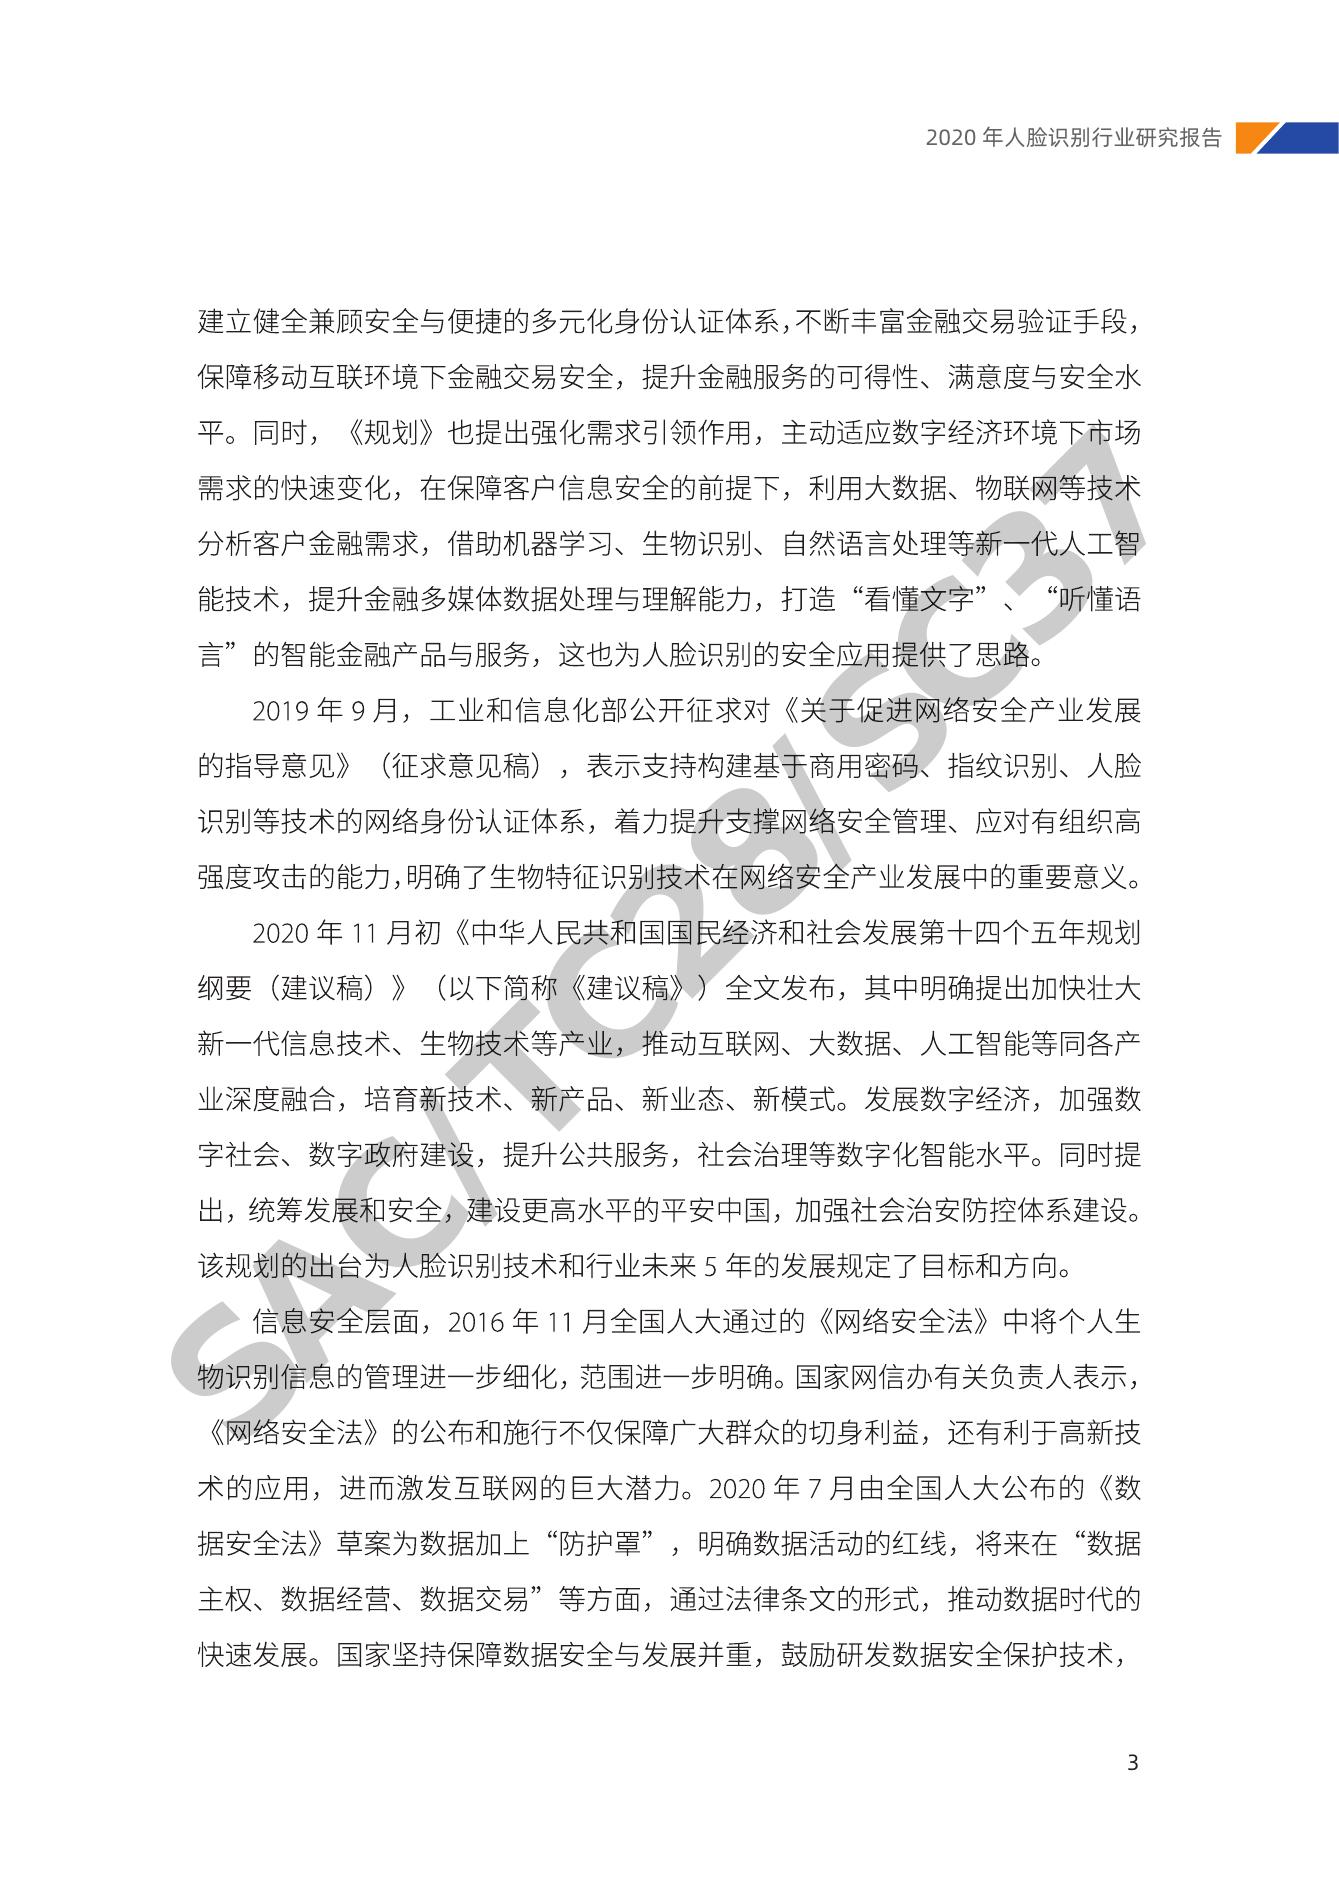 2020 年人脸识别行业研究报告
建立健全兼顾安全与便捷的多元化身份认证体系，不断丰富金融交易验证手段，
保障移动互联环境下金融交易安全，提升金融服务的可得性、满意度与安全水
平。同时，《规划》也提出强化需求引领作用，主动适应数字经济环境下市场
需求的快速变化，在保障客户信息安全的前提下，利用大数据、物联网等技术
分析客户金融需求，借助机器学习、生物识别、自然语言处理等新一代人工智
能技术，提升金融多媒体数据处理与理解能力，打造“看懂文字”、“听懂语
言”的智能金融产品与服务，这也为人脸识别的安全应用提供了思路。
2019 年 9 月，工业和信息化部公开征求对《关于促进网络安全产业发展
的指导意见》（征求意见稿），表示支持构建基于商用密码、指纹识别、人脸
识别等技术的网络身份认证体系，着力提升支撑网络安全管理、应对有组织高
强度攻击的能力，明确了生物特征识别技术在网络安全产业发展中的重要意义。
2020 年 11 月初《中华人民共和国国民经济和社会发展第十四个五年规划
纲要（建议稿）》（以下简称《建议稿》）全文发布，其中明确提出加快壮大
新一代信息技术、生物技术等产业，推动互联网、大数据、人工智能等同各产
业深度融合，培育新技术、新产品、新业态、新模式。发展数字经济，加强数
字社会、数字政府建设，提升公共服务，社会治理等数字化智能水平。同时提
出，统筹发展和安全，建设更高水平的平安中国，加强社会治安防控体系建设。
该规划的出台为人脸识别技术和行业未来 5 年的发展规定了目标和方向。
信息安全层面，2016 年 11 月全国人大通过的《网络安全法》中将个人生
物识别信息的管理进一步细化，范围进一步明确。国家网信办有关负责人表示，
《网络安全法》的公布和施行不仅保障广大群众的切身利益，还有利于高新技
术的应用，进而激发互联网的巨大潜力。2020 年 7 月由全国人大公布的《数
据安全法》草案为数据加上“防护罩”，明确数据活动的红线，将来在“数据
主权、数据经营、数据交易”等方面，通过法律条文的形式，推动数据时代的
快速发展。国家坚持保障数据安全与发展并重，鼓励研发数据安全保护技术，
SAC/TC28/SC37
3